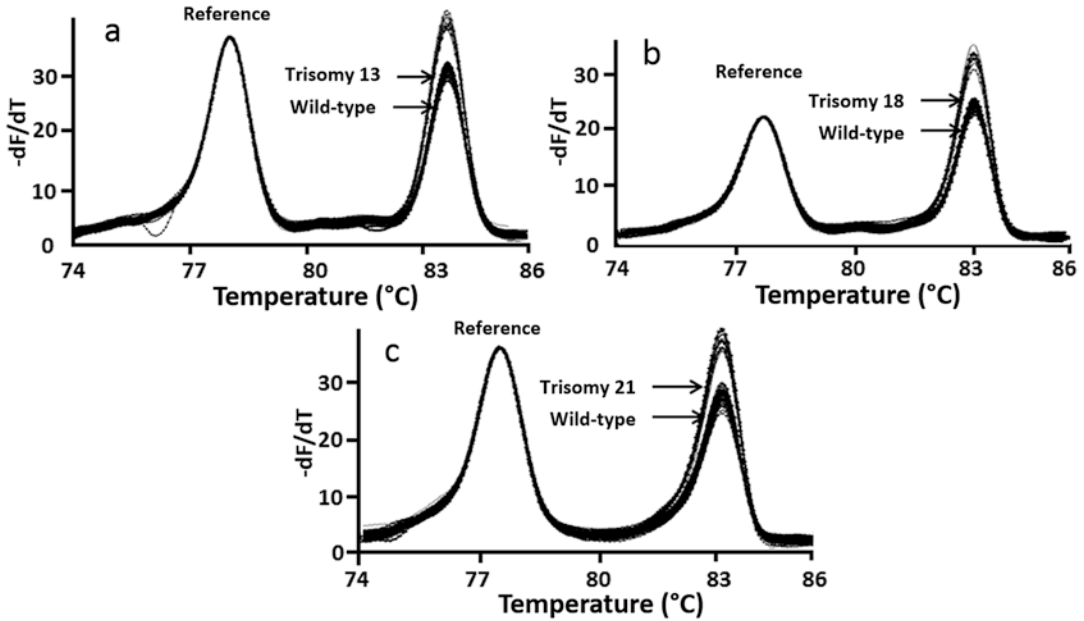 a
Reference
Trisomy 13
Wild-type
-dF/dT
30
20
10
0
74 77 80 83 86
Temperature (°C)
b
Reference
Trisomy 18
Wild-type
-dF/dT
30
20
10
0
74 77 80 83 86
Temperature (°C)
c
Reference
Trisomy 21
Wild-type
-dF/dT
30
20
10
0
74 77 80 83 86
Temperature (°C)